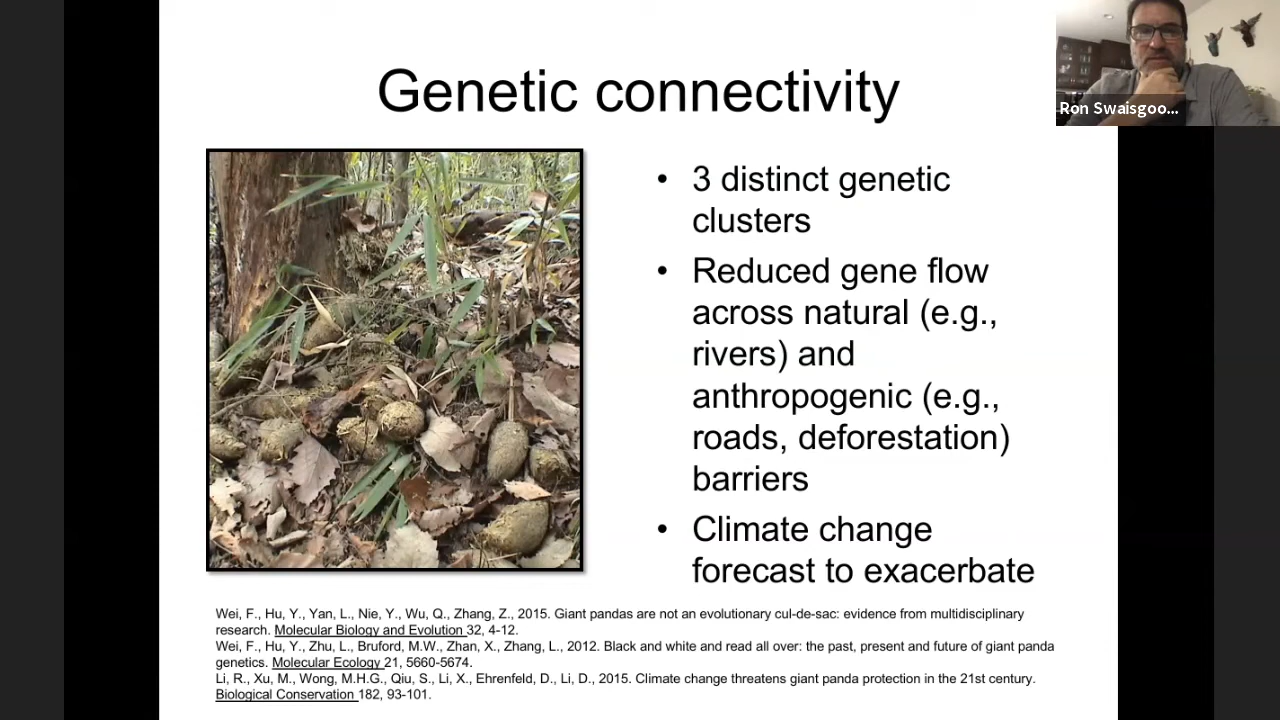 Genetic connectivity
Ron Swaisgoo...
• 3 distinct genetic
clusters
• Reduced gene flow
across natural (e.g.,
rivers) and
anthropogenic (e.g.,
roads, deforestation)
barriers
• Climate change
forecast to exacerbate
Wei, F., Hu, Y., Yan, L., Nie, Y., Wu, Q., Zhang, Z., 2015. Giant pandas are not an evolutionary cul-de-sac: evidence from multidisciplinary
research. Molecular Biology and Evolution 32, 4-12.
Wei, F., Hu, Y., Zhu, L., Bruford, M.W., Zhan, X., Zhang, L., 2012. Black and white and read all over: the past, present and future of giant panda
genetics. Molecular Ecology 21, 5660-5674.
Li, R., Xu, M., Wong, M.H.G., Qiu, S., Li, X., Ehrenfeld, D., Li, D., 2015. Climate change threatens giant panda protection in the 21st century.
Biological Conservation 182, 93-101.